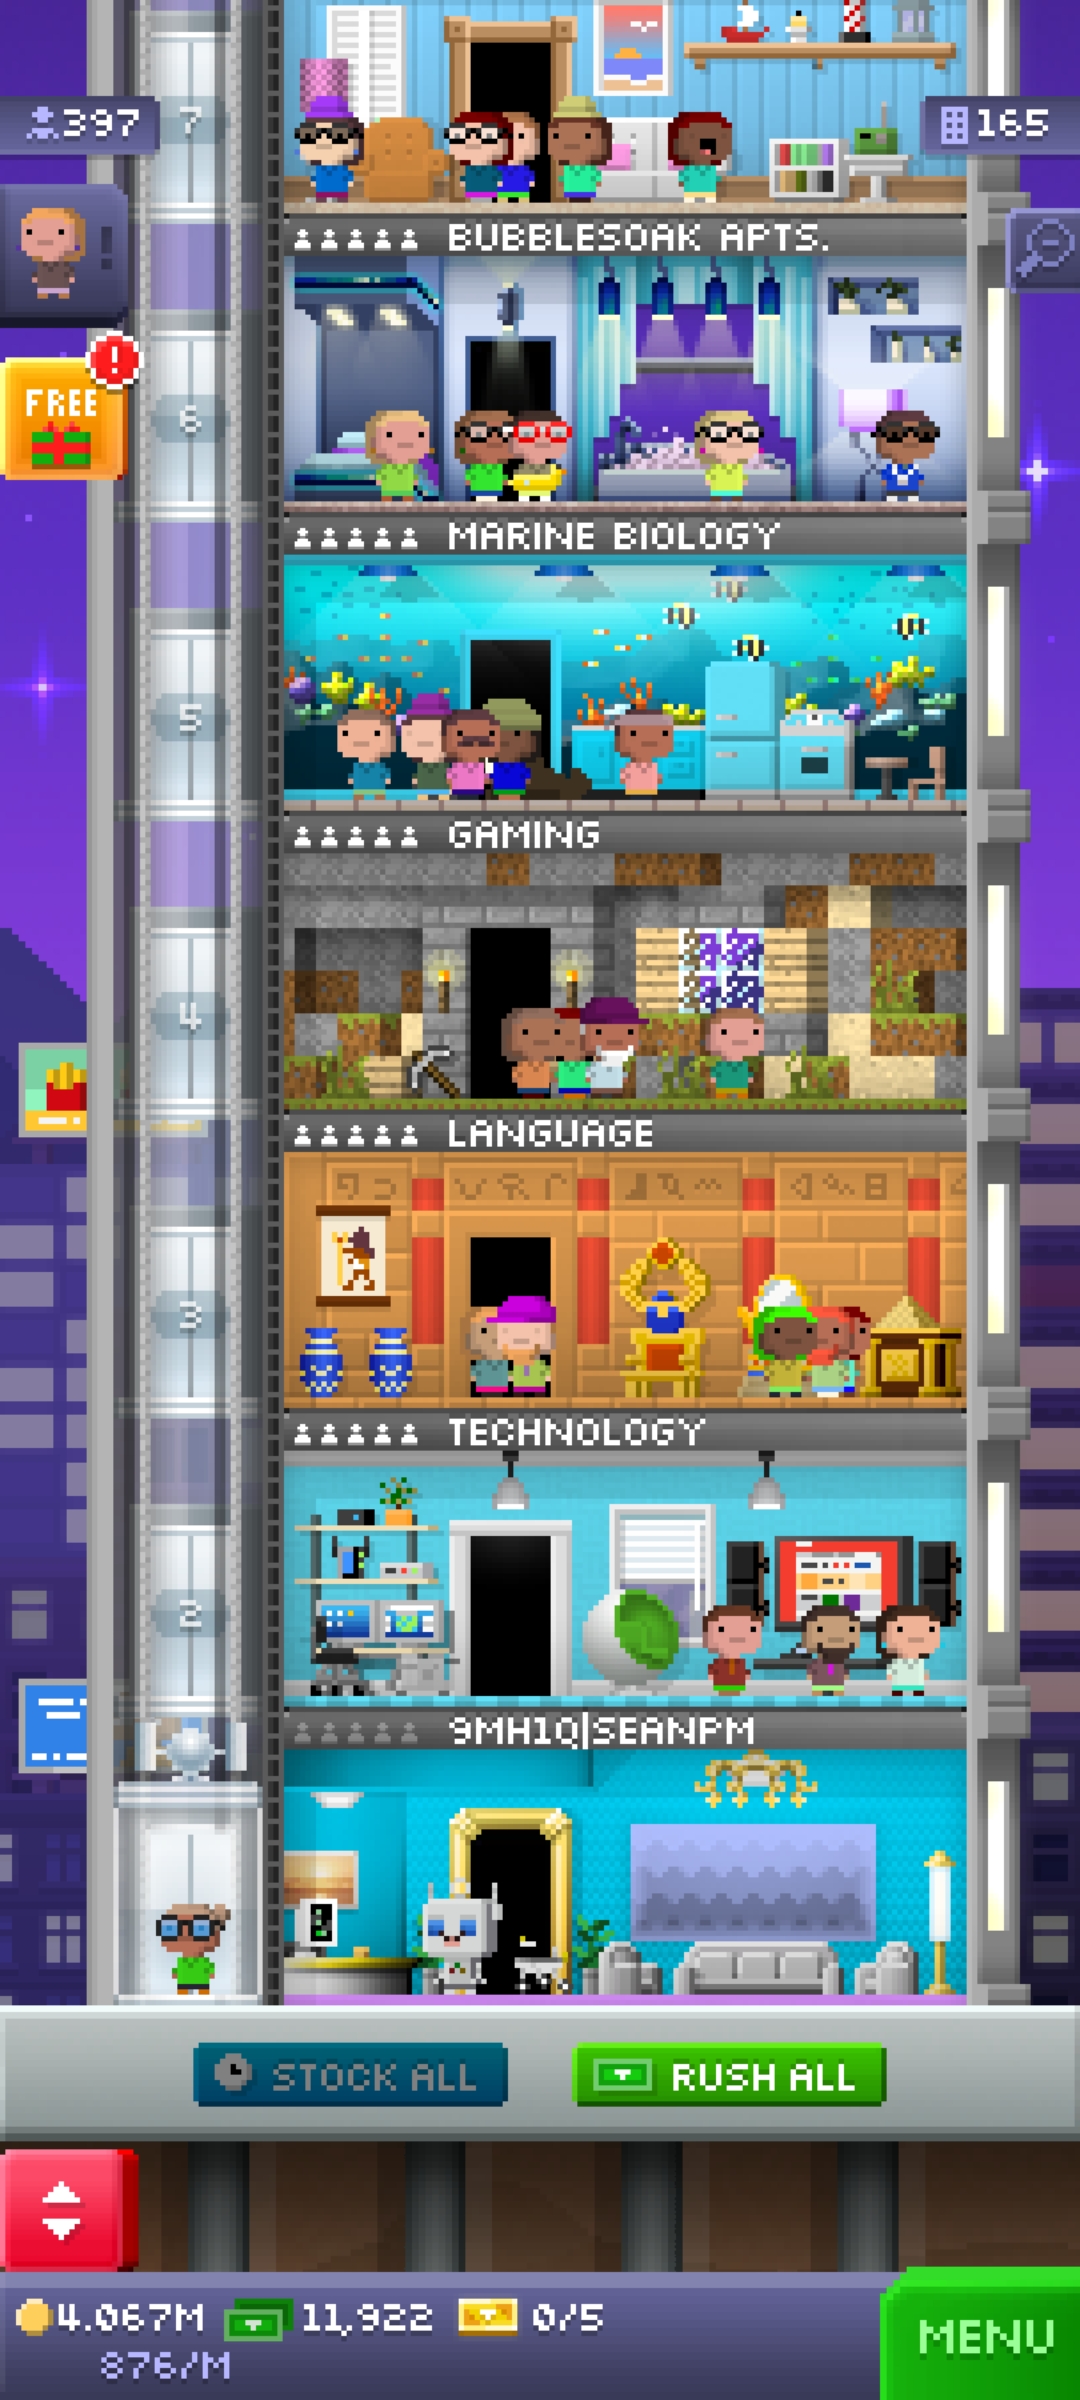 7
397
165
BUBBLESOAK APTS.
FREE
!
6
MARINE BIOLOGY
5
GAMING
4
LANGUAGE
3
TECHNOLOGY
2
9MH1Q|SEANPM
STOCK ALL
RUSH ALL
4.067M
11,922
0/5
876/M
MENU